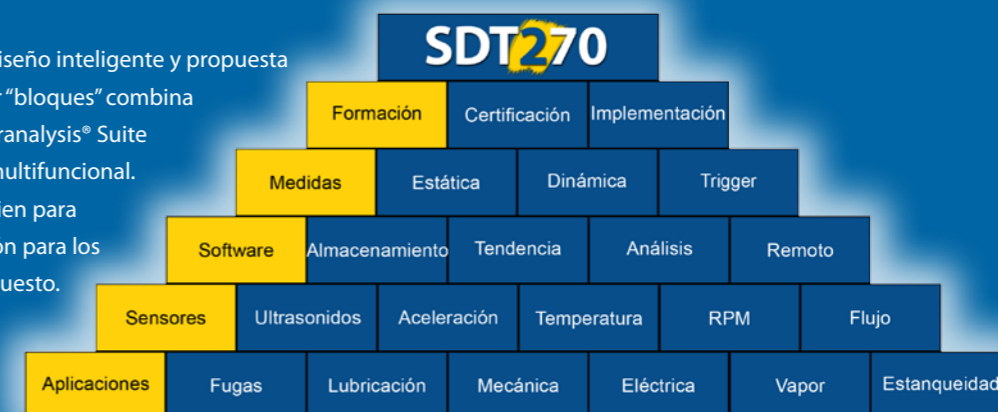 SDT270
iseño inteligente y propuesta
"bloques" combina
ranalysis® Suite
multifuncional.
ien para
ón para los
uesto.
Formación Certificación Implementación
Medidas Estática Dinámica Trigger
Software Almacenamiento Tendencia Análisis Remoto
Sensores Ultrasonidos Aceleración Temperatura RPM Flujo
Aplicaciones Fugas Lubricación Mecánica Eléctrica Vapor Estanqueidad